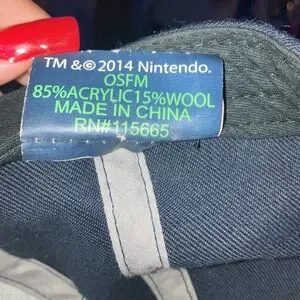 TM &©2014 Nintendo.
OSFM
85%ACRYLIC15%WOOL
MADE IN CHINA
RN#115665